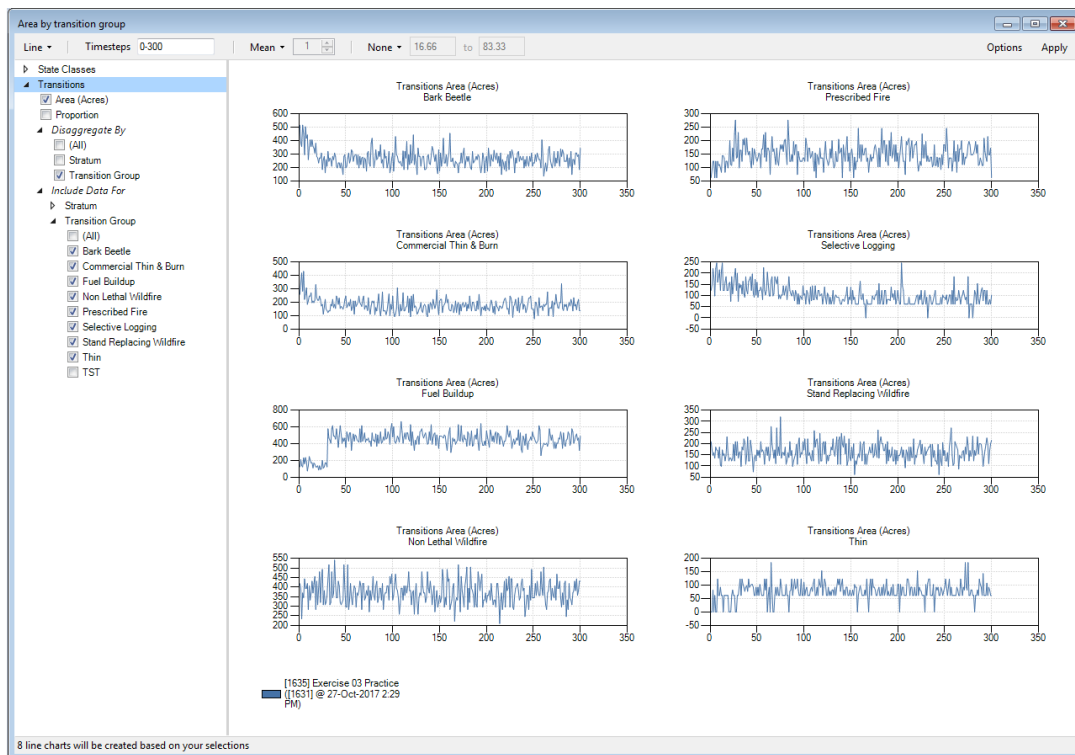 Area by transition group
Line Timesteps 0-300 Mean 1 None 16.66 to 83.33 Options Apply
State Classes
Transitions
Area (Acres)
Proportion
Disaggregate By
(All)
Stratum
Transition Group
Include Data For
Stratum
Transition Group
(All)
Bark Beetle
Commercial Thin & Burn
Fuel Buildup
Non Lethal Wildfire
Prescribed Fire
Selective Logging
Stand Replacing Wildfire
Thin
TST
Transitions Area (Acres)
Bark Beetle
600
500
400
300
200
100
0 50 100 150 200 250 300 350
Transitions Area (Acres)
Prescribed Fire
300
250
200
150
100
50
0 50 100 150 200 250 300 350
Transitions Area (Acres)
Commercial Thin & Burn
500
400
300
200
100
0
0 50 100 150 200 250 300 350
Transitions Area (Acres)
Selective Logging
250
200
150
100
50
0
-50
0 50 100 150 200 250 300 350
Transitions Area (Acres)
Fuel Buildup
800
600
400
200
0
0 50 100 150 200 250 300 350
Transitions Area (Acres)
Stand Replacing Wildfire
350
300
250
200
150
100
50
0 50 100 150 200 250 300 350
Transitions Area (Acres)
Non Lethal Wildfire
550
500
450
400
350
300
250
200
0 50 100 150 200 250 300 350
Transitions Area (Acres)
Thin
200
150
100
50
0
-50
0 50 100 150 200 250 300 350
[1635] Exercise 03 Practice
([1631] @ 27-Oct-2017 2:29
PM)
8 line charts will be created based on your selections